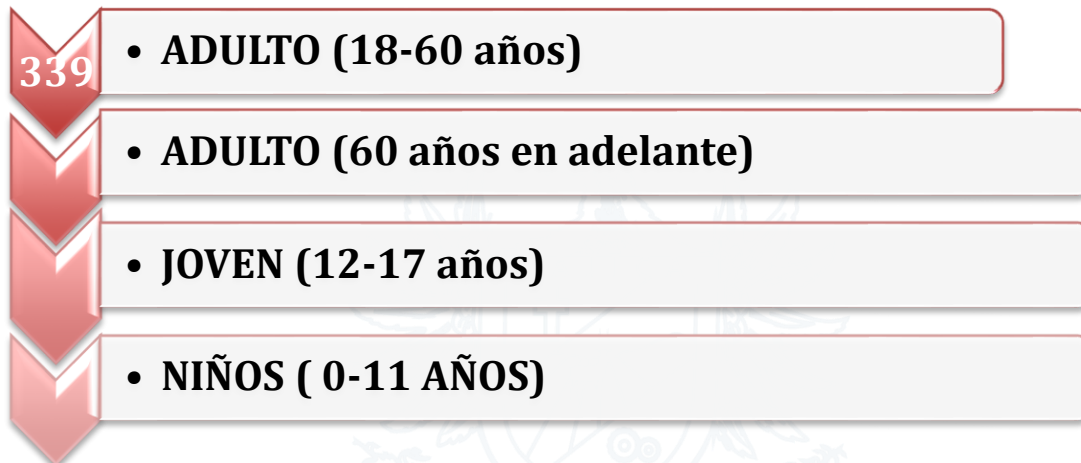 339
• ADULTO (18-60 años)
• ADULTO (60 años en adelante)
• JOVEN (12-17 años)
• NIÑOS ( 0-11 AÑOS)